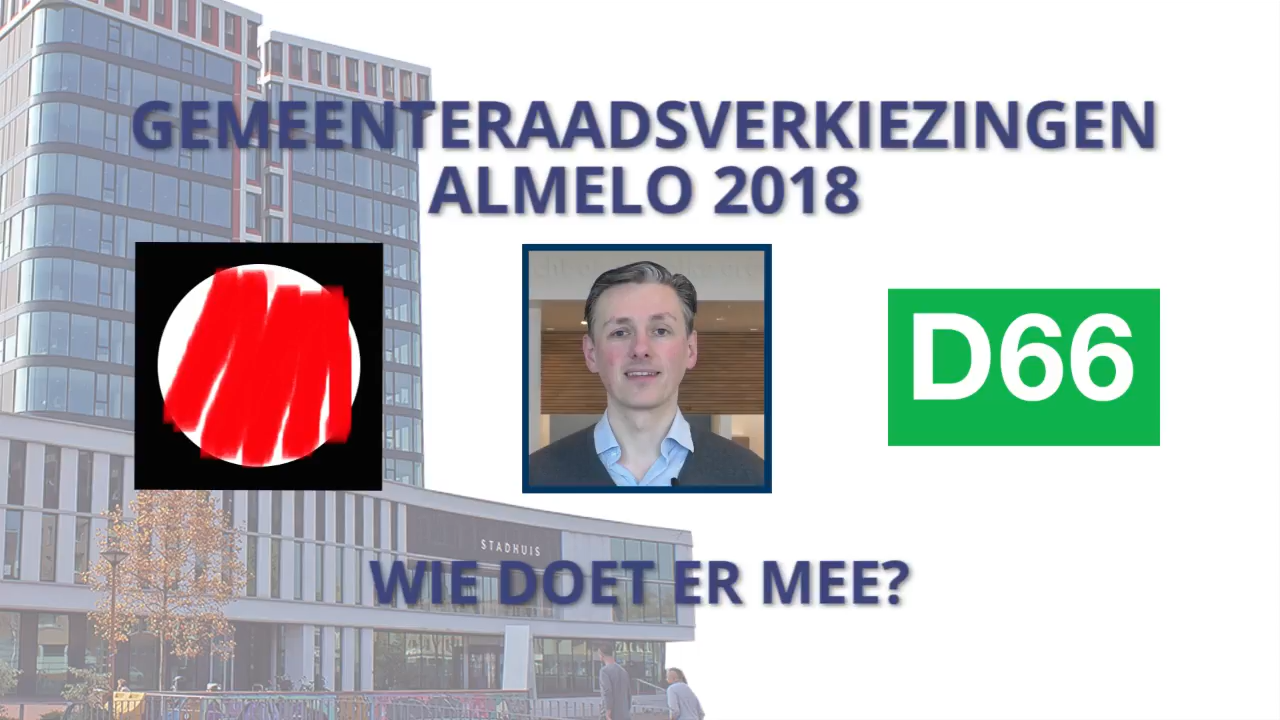 GEMEENTERAADSVERKIEZINGEN
ALMELO 2018
D66
STADHUIS
WIE DOET ER MEE?